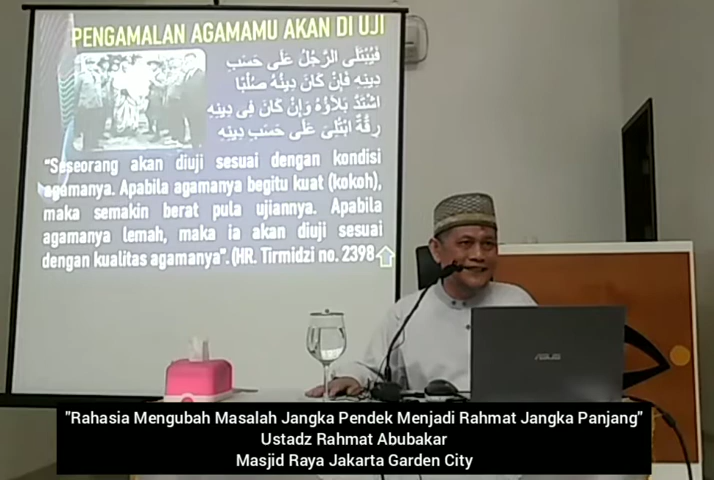 PENGAMALAN AGAMAMU AKAN DI UJI
فَيُبْتَلَى الرَّجُلُ عَلَى حَسَبِ
دِينِهِ فَإِنْ كَانَ دِينُهُ صُلْبًا
اشْتَدَّ بَلَاؤُهُ وَإِنْ كَانَ فِى دِينِهِ
رِقَّةٌ ابْتُلِىَ عَلَى حَسَبِ دِينِهِ
"Seseorang akan diuji sesuai dengan kondisi
agamanya. Apabila agamanya begitu kuat (kokoh),
maka semakin berat pula ujiannya. Apabila
agamanya lemah, maka ia akan diuji sesuai
dengan kualitas agamanya". (HR. Tirmidzi no. 2398
ASUS
"Rahasia Mengubah Masalah Jangka Pendek Menjadi Rahmat Jangka Panjang"
Ustadz Rahmat Abubakar
Masjid Raya Jakarta Garden City